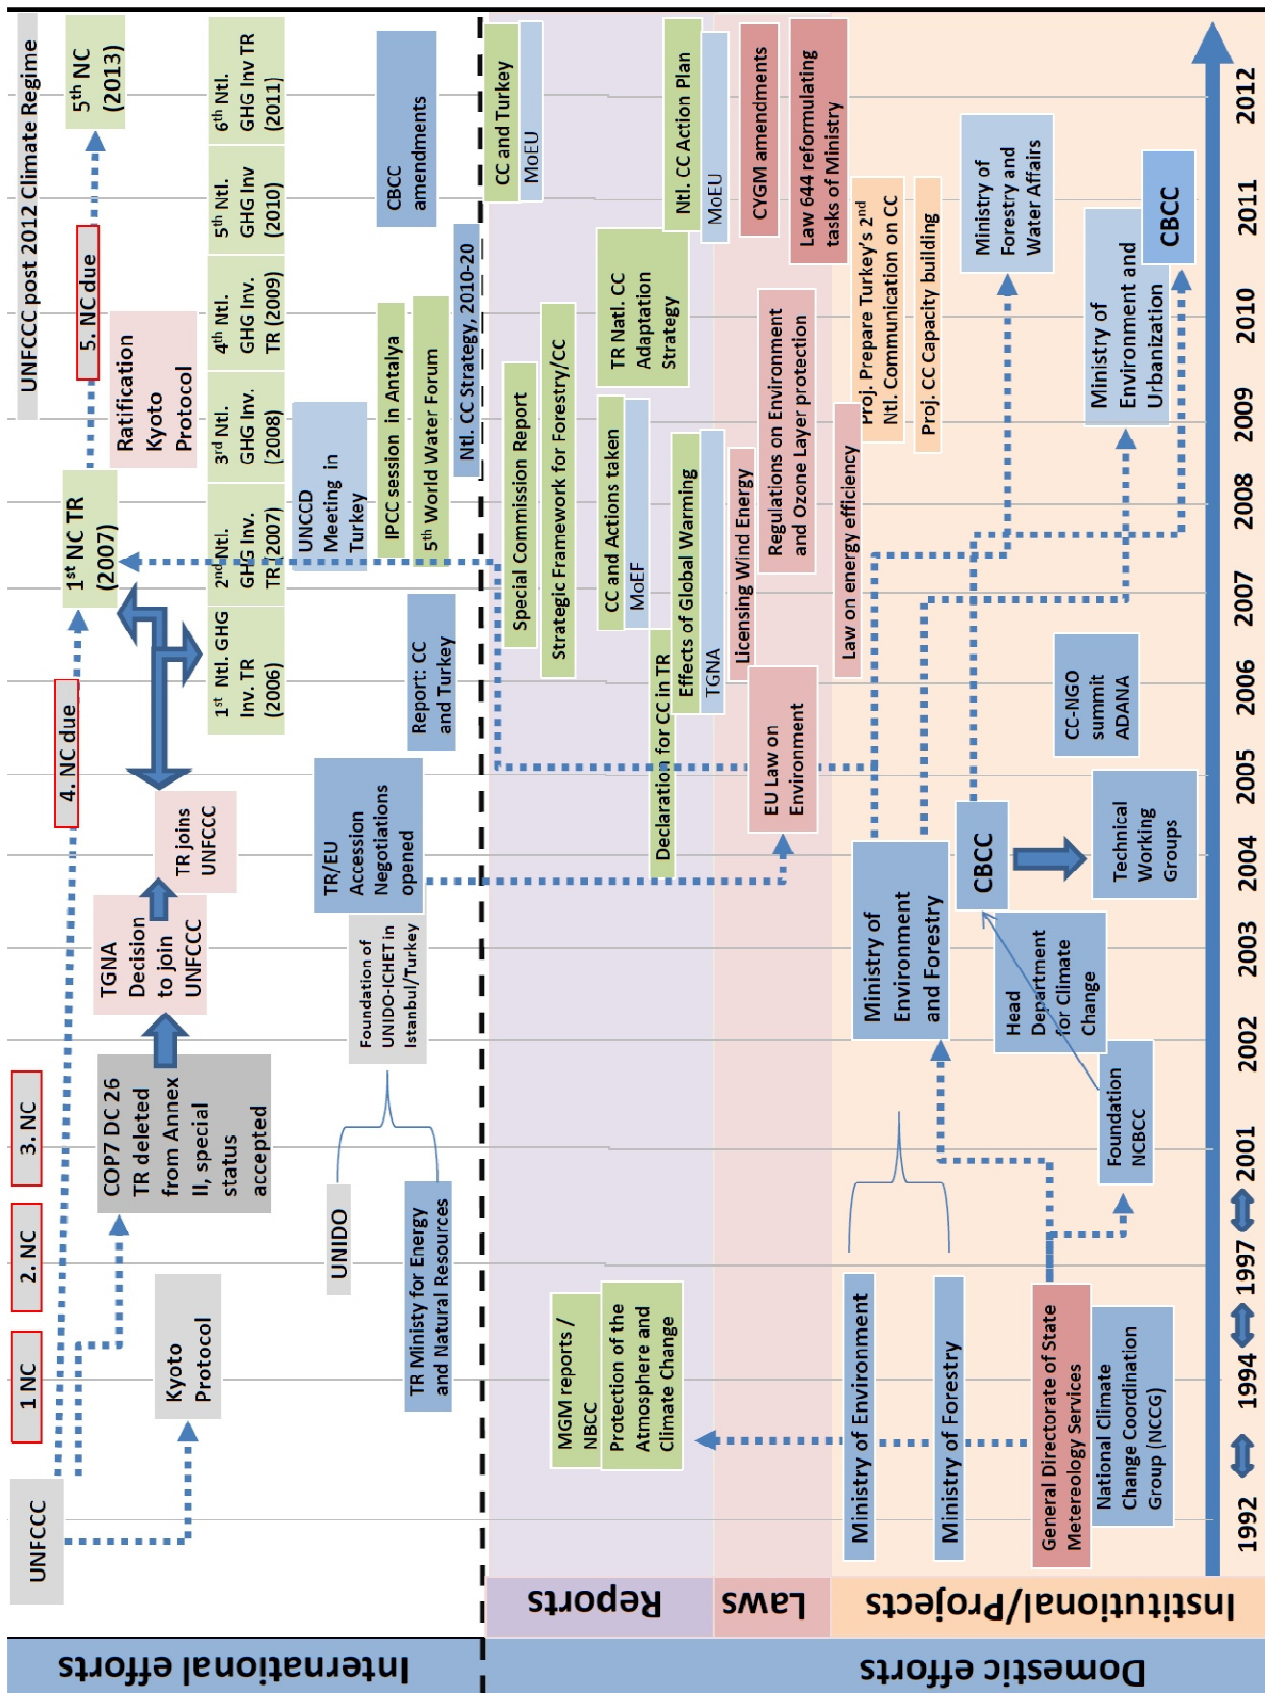 International efforts
UNFCCC
1 NC
2. NC
3. NC
4. NC due
5. NC due
UNFCCC post 2012 Climate Regime
5th NC
(2013)
1st NC TR
(2007)
Kyoto
Protocol
COP7 DC 26
TR deleted
from Annex
II, special
status
accepted
TGNA
Decision
to join
UNFCCC
TR joins
UNFCCC
Ratification
Kyoto
Protocol
1st Ntl. GHG
Inv. TR
(2006)
2nd Ntl.
GHG Inv.
TR (2007)
3rd Ntl
GHG Inv.
(2008)
4th Ntl.
GHG Inv.
TR (2009)
5th Ntl.
GHG Inv
(2010)
6th Ntl.
GHG Inv TR
(2011)
UNIDO
TR Ministry for Energy
and Natural Resources
Foundation of
UNIDO-ICHET in
Istanbul/Turkey
TR/EU
Accession
Negotiations
opened
Report: CC
and Turkey
UNCCD
Meeting in
Turkey
IPCC session in Antalya
5th World Water Forum
Ntl. CC Strategy, 2010-20
CBCC
amendments
Domestic efforts
Reports
MGM reports /
NBCC
Protection of the
Atmosphere and
Climate Change
Declaration for CC in TR
Special Commission Report
Strategic Framework for Forestry/CC
CC and Actions taken
MoEF
Effects of Global Warming
TGNA
TR Natl. CC
Adaptation
Strategy
CC and Turkey
MoEU
Ntl. CC Action Plan
MoEU
Laws
EU Law on
Environment
Licensing Wind Energy
Regulations on Environment
and Ozone Layer protection
Law on energy efficiency
CYGM amendments
Law 644 reformulating
tasks of Ministry
Institutional/Projects
Ministry of Environment
Ministry of Forestry
General Directorate of State
Metereology Services
National Climate
Change Coordination
Group (NCCG)
Foundation
NCBCC
Ministry of
Environment
and Forestry
Head
Department
for Climate
Change
CBCC
Technical
Working
Groups
CC-NGO
summit
ADANA
Proj. Prepare Turkey's 2nd
Ntl. Communication on CC
Proj. CC Capacity building
Ministry of
Forestry and
Water Affairs
Ministry of
Environment and
Urbanization
CBCC
1992
1994
1997
2001
2002
2003
2004
2005
2006
2007
2008
2009
2010
2011
2012